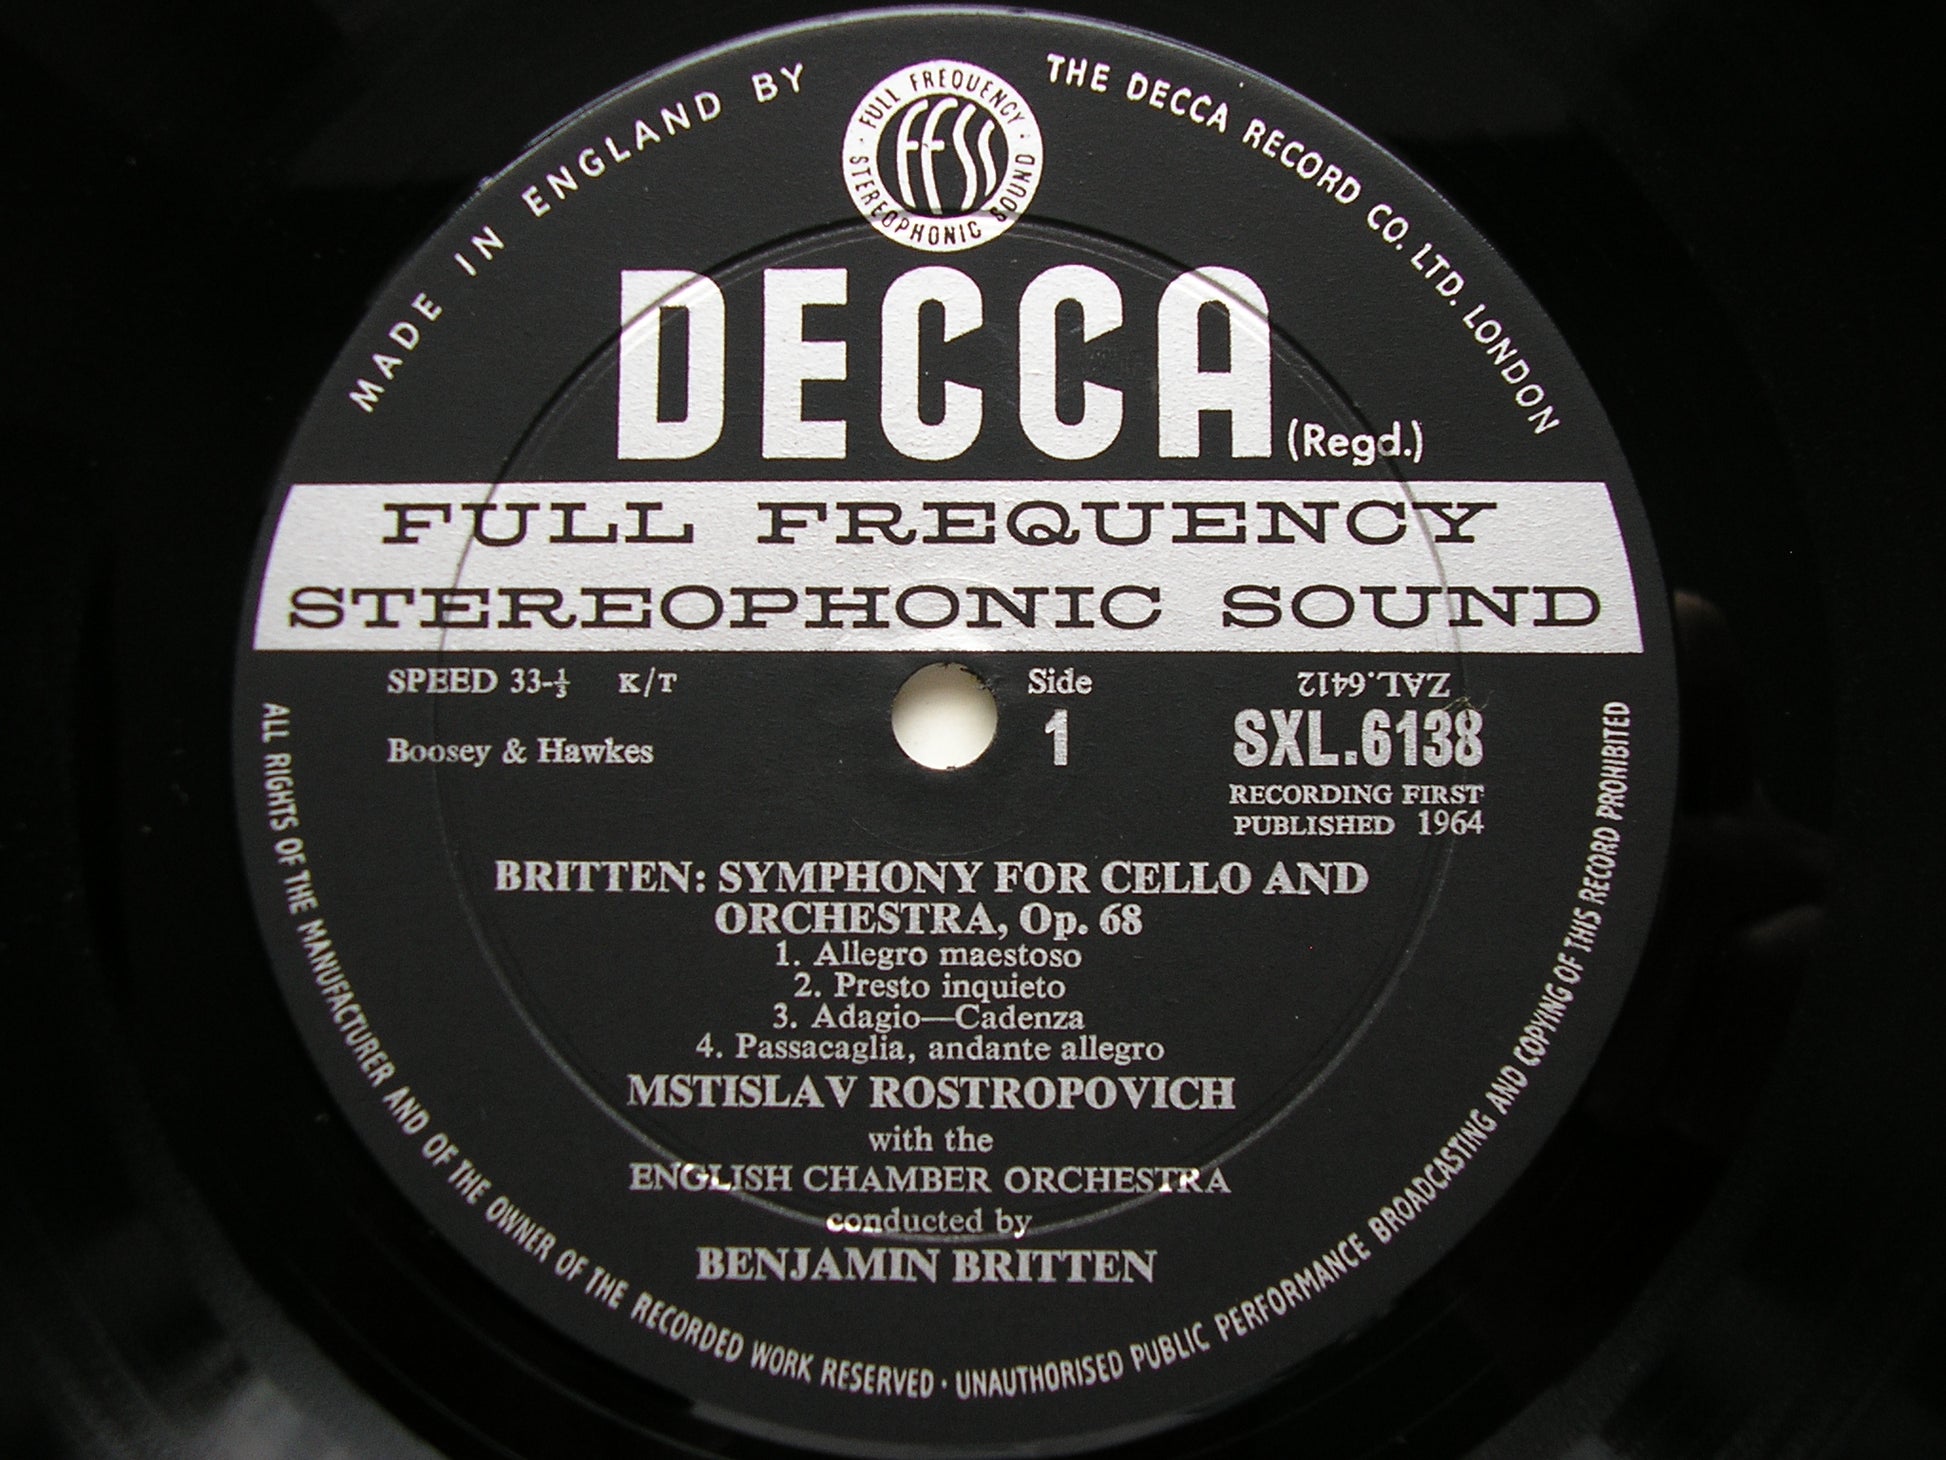 MADE IN ENGLAND BY
THE DECCA RECORD CO. LTD. LONDON
· FULL FREQUENCY ·
STEREOPHONIC SOUND
FFSS
DECCA (Regd.)
FULL FREQUENCY
STEREOPHONIC SOUND
SPEED 33-⅓ K/T
Side
1
ZAL.6412
SXL.6138
Boosey & Hawkes
RECORDING FIRST
PUBLISHED 1964
BRITTEN: SYMPHONY FOR CELLO AND
ORCHESTRA, Op. 68
1. Allegro maestoso
2. Presto inquieto
3. Adagio—Cadenza
4. Passacaglia, andante allegro
MSTISLAV ROSTROPOVICH
with the
ENGLISH CHAMBER ORCHESTRA
conducted by
BENJAMIN BRITTEN
ALL RIGHTS OF THE MANUFACTURER AND OF THE OWNER OF THE RECORDED WORK RESERVED · UNAUTHORISED PUBLIC PERFORMANCE BROADCASTING AND COPYING OF THIS RECORD PROHIBITED